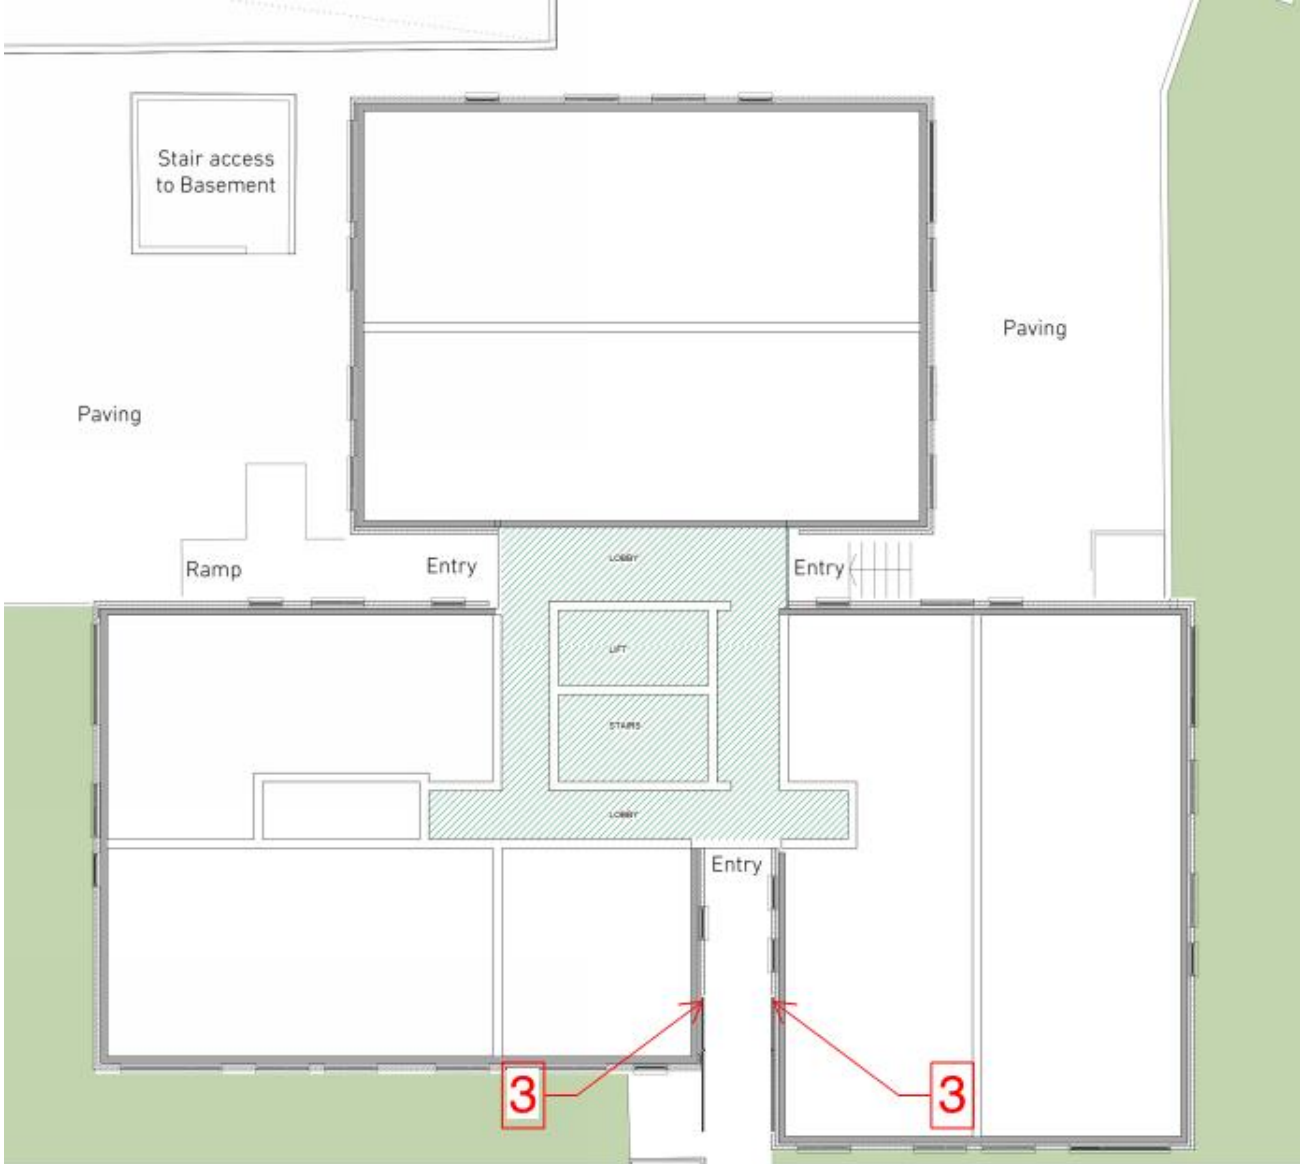 Stair access
to Basement
Paving
Paving
Ramp
Entry
LOBBY
Entry
LIFT
STAIRS
LOBBY
Entry
3
3